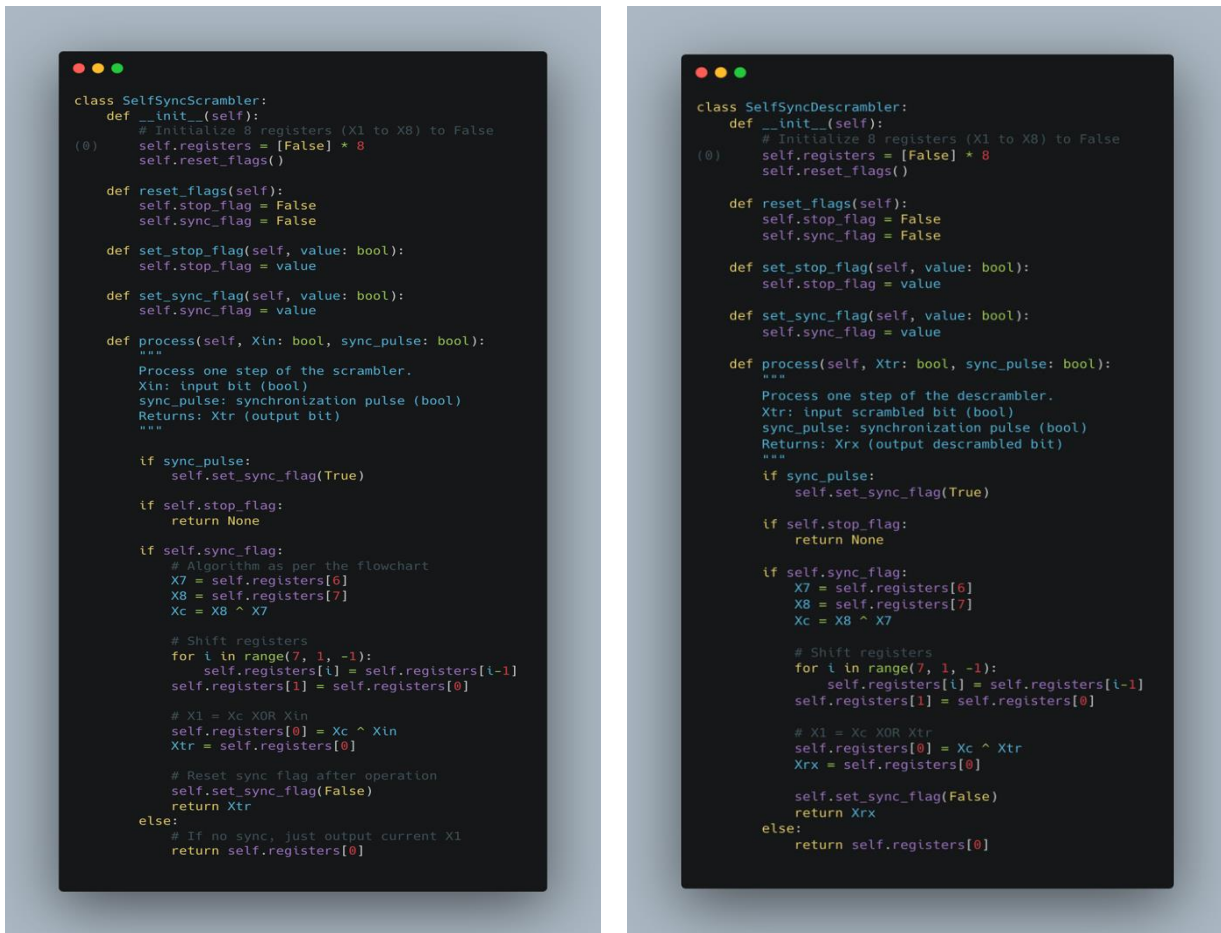 class SelfSyncScrambler:
    def __init__(self):
        # Initialize 8 registers (X1 to X8) to False
(0)     self.registers = [False] * 8
        self.reset_flags()

    def reset_flags(self):
        self.stop_flag = False
        self.sync_flag = False

    def set_stop_flag(self, value: bool):
        self.stop_flag = value

    def set_sync_flag(self, value: bool):
        self.sync_flag = value

    def process(self, Xin: bool, sync_pulse: bool):
        """
        Process one step of the scrambler.
        Xin: input bit (bool)
        sync_pulse: synchronization pulse (bool)
        Returns: Xtr (output bit)
        """

        if sync_pulse:
            self.set_sync_flag(True)

        if self.stop_flag:
            return None

        if self.sync_flag:
            # Algorithm as per the flowchart
            X7 = self.registers[6]
            X8 = self.registers[7]
            Xc = X8 ^ X7

            # Shift registers
            for i in range(7, 1, -1):
                self.registers[i] = self.registers[i-1]
            self.registers[1] = self.registers[0]

            # X1 = Xc XOR Xin
            self.registers[0] = Xc ^ Xin
            Xtr = self.registers[0]

            # Reset sync flag after operation
            self.set_sync_flag(False)
            return Xtr
        else:
            # If no sync, just output current X1
            return self.registers[0]

class SelfSyncDescrambler:
    def __init__(self):
        # Initialize 8 registers (X1 to X8) to False
(0)     self.registers = [False] * 8
        self.reset_flags()

    def reset_flags(self):
        self.stop_flag = False
        self.sync_flag = False

    def set_stop_flag(self, value: bool):
        self.stop_flag = value

    def set_sync_flag(self, value: bool):
        self.sync_flag = value

    def process(self, Xtr: bool, sync_pulse: bool):
        """
        Process one step of the descrambler.
        Xtr: input scrambled bit (bool)
        sync_pulse: synchronization pulse (bool)
        Returns: Xrx (output descrambled bit)
        """
        if sync_pulse:
            self.set_sync_flag(True)

        if self.stop_flag:
            return None

        if self.sync_flag:
            X7 = self.registers[6]
            X8 = self.registers[7]
            Xc = X8 ^ X7

            # Shift registers
            for i in range(7, 1, -1):
                self.registers[i] = self.registers[i-1]
            self.registers[1] = self.registers[0]

            # X1 = Xc XOR Xtr
            self.registers[0] = Xc ^ Xtr
            Xrx = self.registers[0]

            self.set_sync_flag(False)
            return Xrx
        else:
            return self.registers[0]